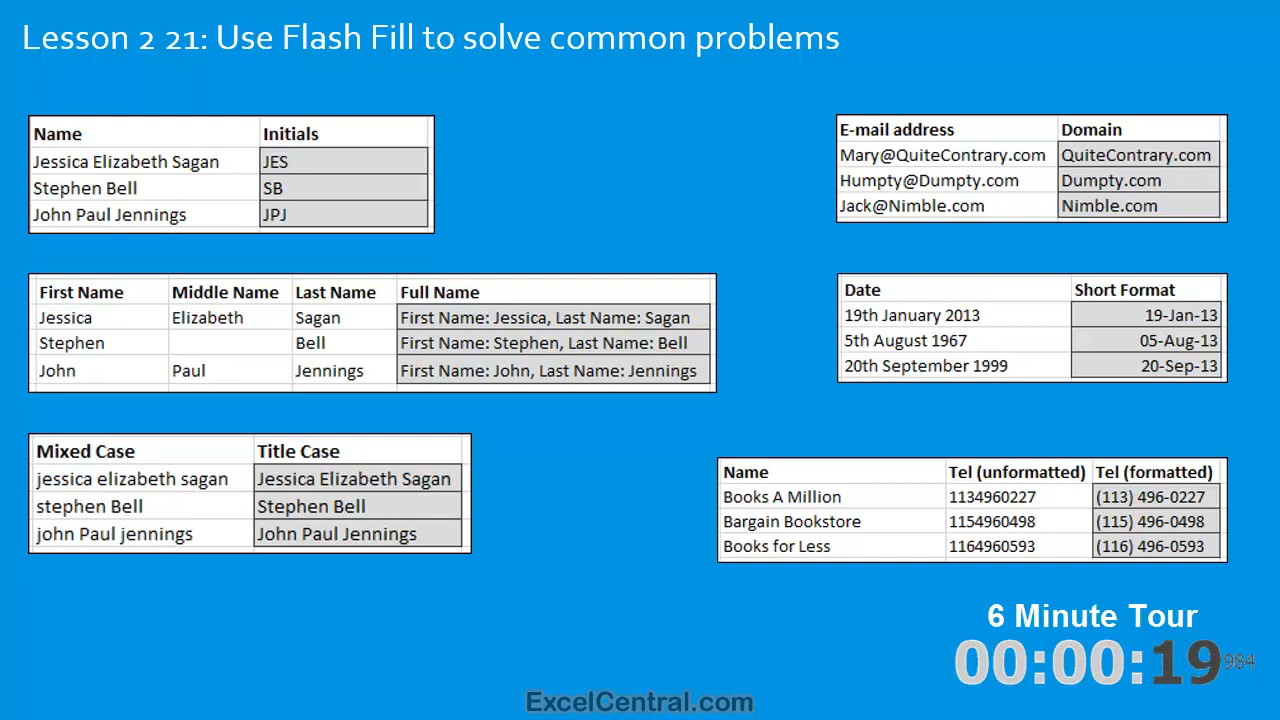 Lesson 2 21: Use Flash Fill to solve common problems
Name Initials
Jessica Elizabeth Sagan JES
Stephen Bell SB
John Paul Jennings JPJ
E-mail address Domain
Mary@QuiteContrary.com QuiteContrary.com
Humpty@Dumpty.com Dumpty.com
Jack@Nimble.com Nimble.com
First Name Middle Name Last Name Full Name
Jessica Elizabeth Sagan First Name: Jessica, Last Name: Sagan
Stephen Bell First Name: Stephen, Last Name: Bell
John Paul Jennings First Name: John, Last Name: Jennings
Date Short Format
19th January 2013 19-Jan-13
5th August 1967 05-Aug-13
20th September 1999 20-Sep-13
Mixed Case Title Case
jessica elizabeth sagan Jessica Elizabeth Sagan
stephen Bell Stephen Bell
john Paul jennings John Paul Jennings
Name Tel (unformatted) Tel (formatted)
Books A Million 1134960227 (113) 496-0227
Bargain Bookstore 1154960498 (115) 496-0498
Books for Less 1164960593 (116) 496-0593
6 Minute Tour
00:00:19 984
ExcelCentral.com